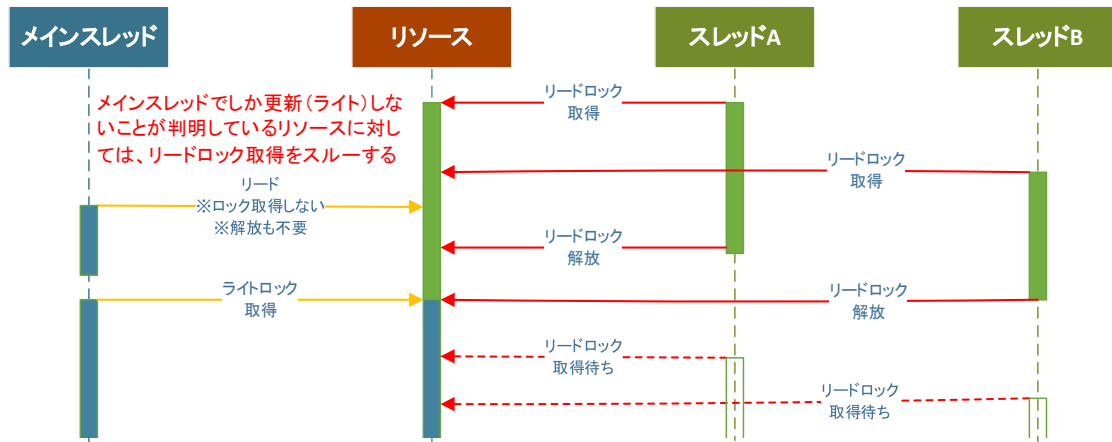 メインスレッド
リソース
スレッドA
スレッドB
メインスレッドでしか更新（ライト）しな
いことが判明しているリソースに対し
ては、リードロック取得をスルーする
リードロック
取得
リードロック
取得
リード
※ロック取得しない
※解放も不要
リードロック
解放
ライトロック
取得
リードロック
解放
リードロック
取得待ち
リードロック
取得待ち